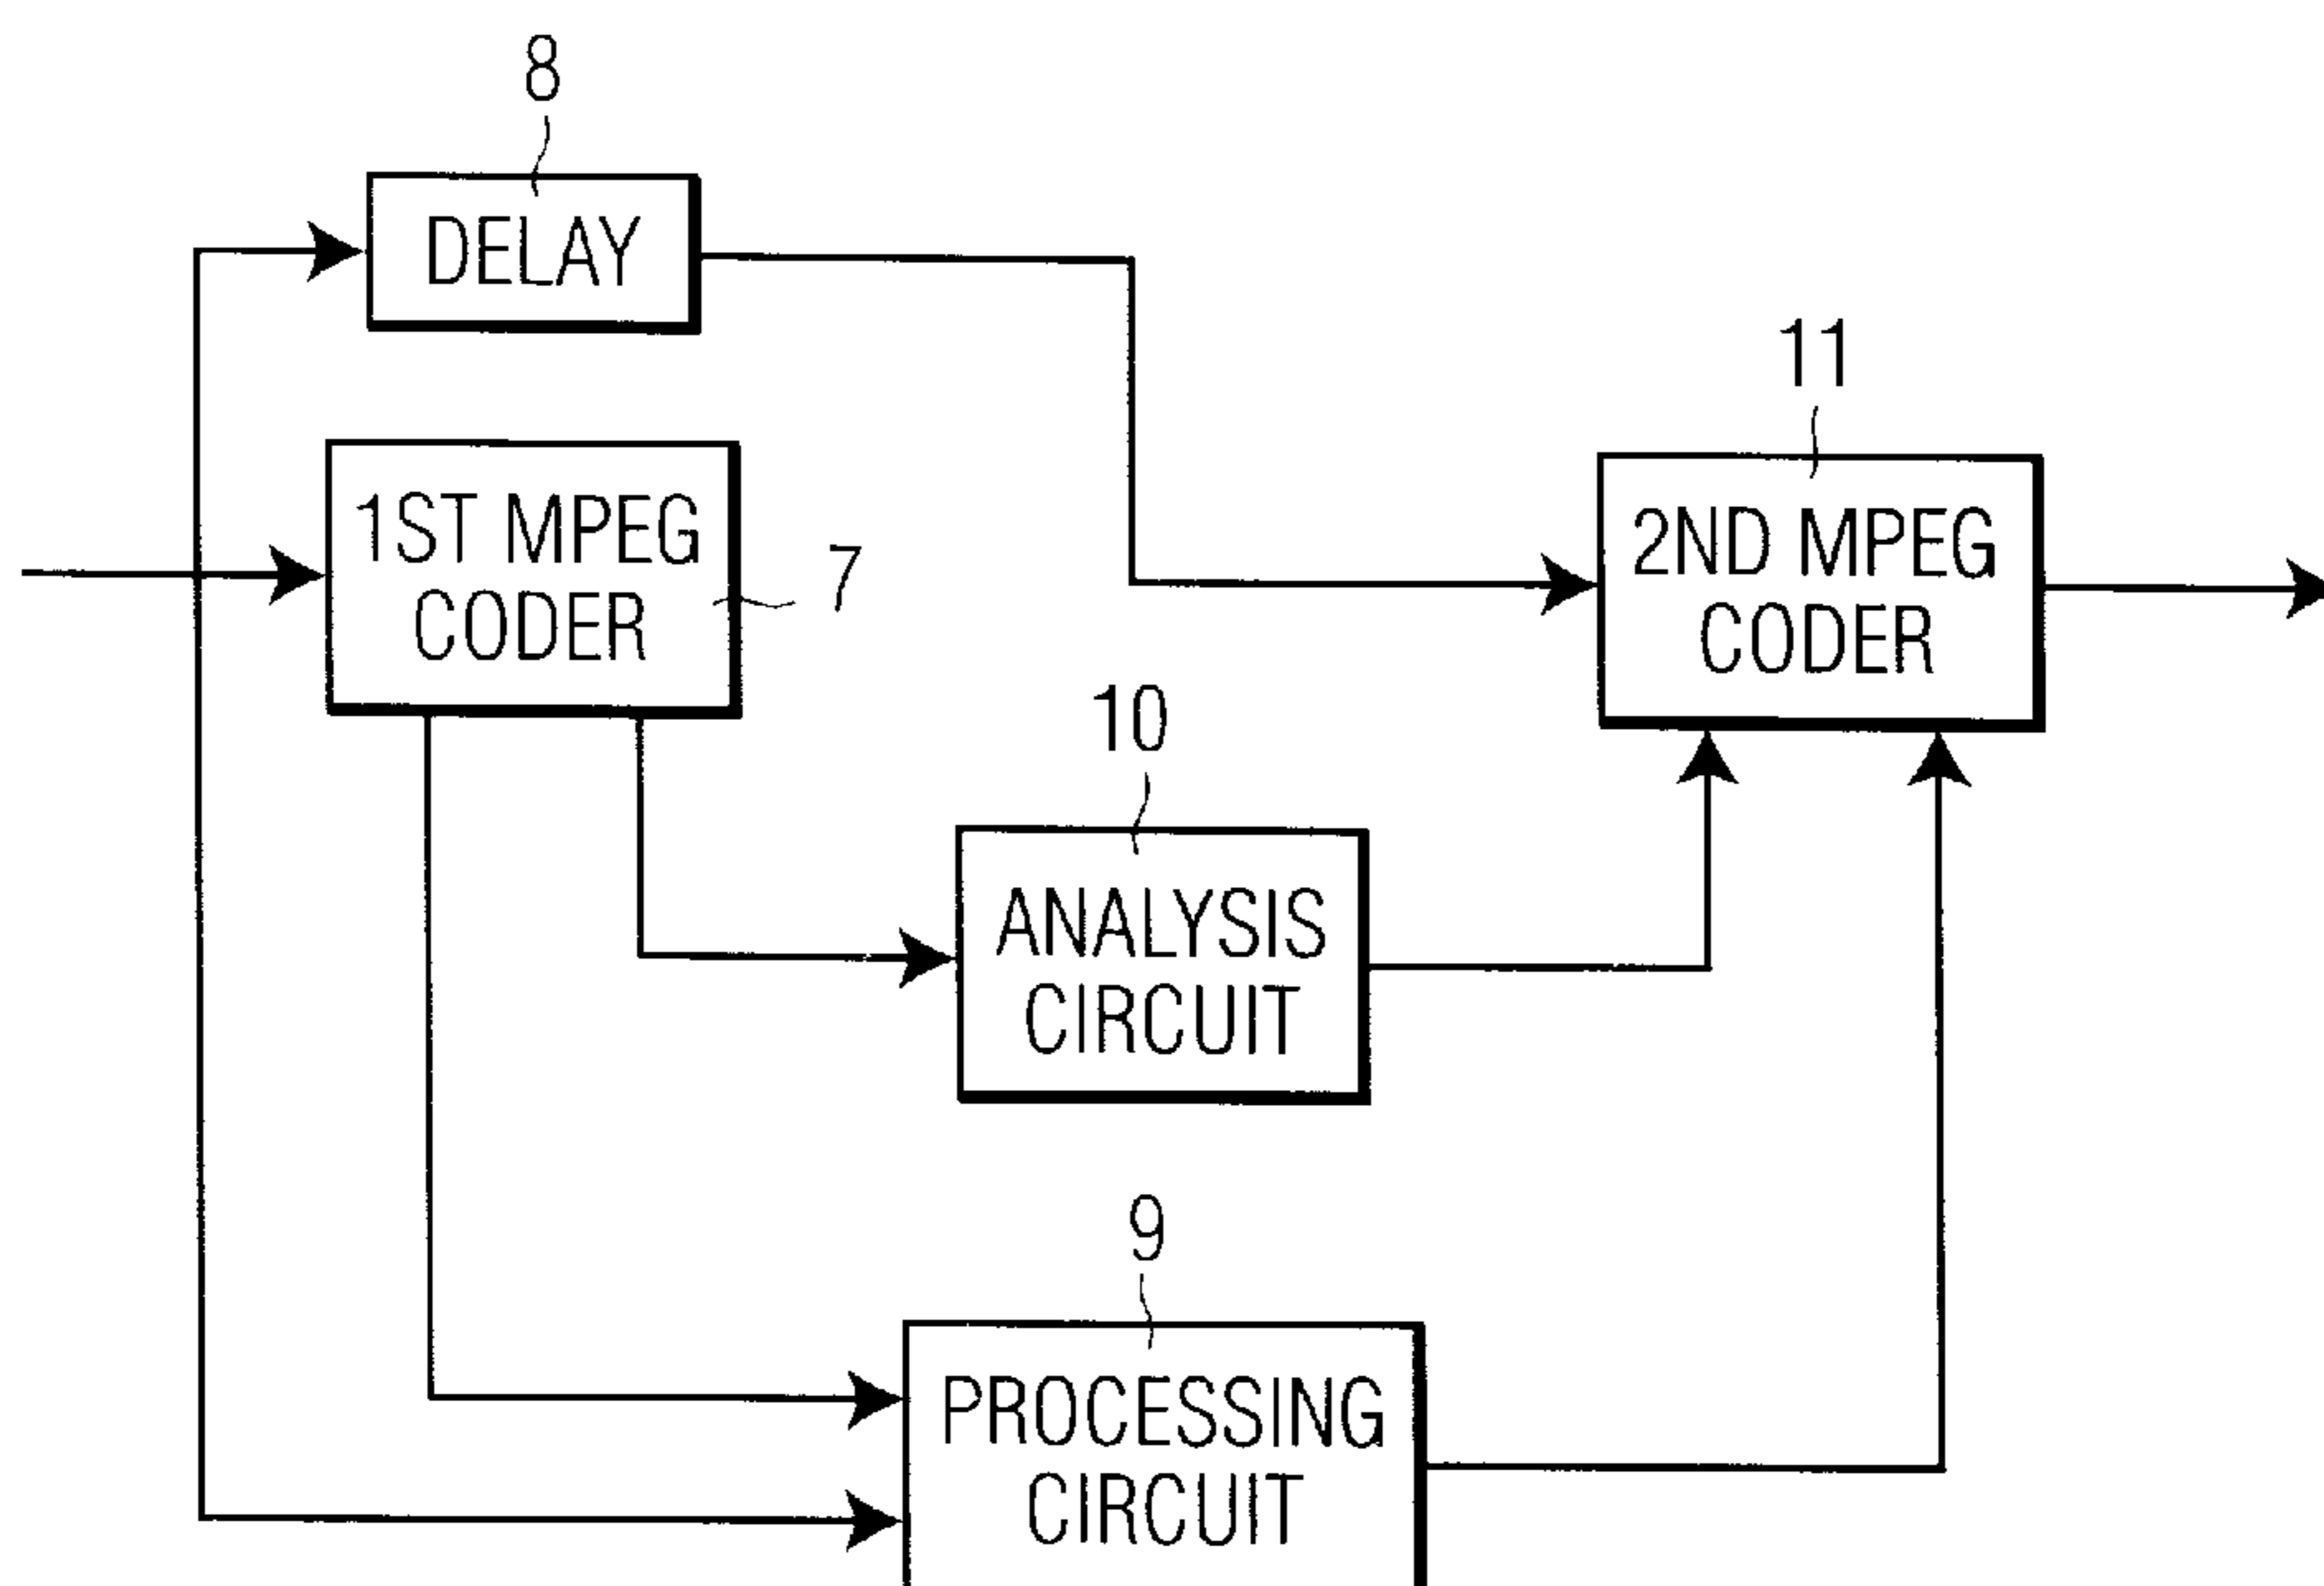 8
DELAY
11
1ST MPEG
CODER
7
2ND MPEG
CODER
10
ANALYSIS
CIRCUIT
9
PROCESSING
CIRCUIT